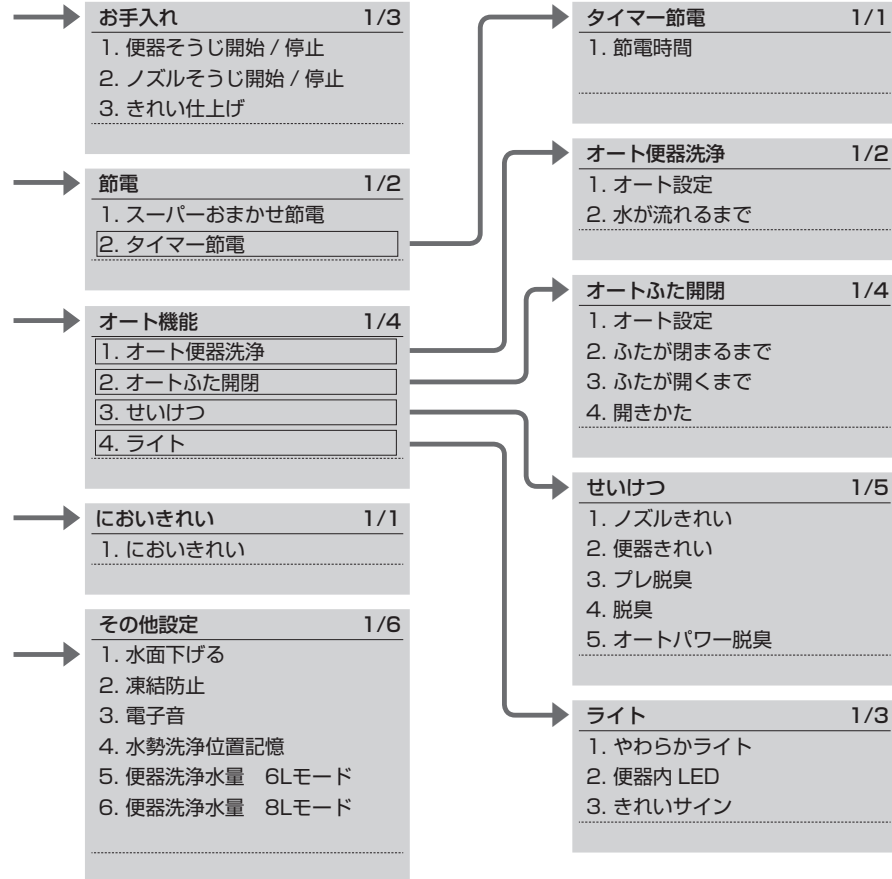 お手入れ 1/3
1. 便器そうじ開始 / 停止
2. ノズルそうじ開始 / 停止
3. きれい仕上げ
節電 1/2
1. スーパーおまかせ節電
2. タイマー節電
オート機能 1/4
1. オート便器洗浄
2. オートふた開閉
3. せいけつ
4. ライト
においきれい 1/1
1. においきれい
その他設定 1/6
1. 水面下げる
2. 凍結防止
3. 電子音
4. 水勢洗浄位置記憶
5. 便器洗浄水量　6Lモード
6. 便器洗浄水量　8Lモード
タイマー節電 1/1
1. 節電時間
オート便器洗浄 1/2
1. オート設定
2. 水が流れるまで
オートふた開閉 1/4
1. オート設定
2. ふたが閉まるまで
3. ふたが開くまで
4. 開きかた
せいけつ 1/5
1. ノズルきれい
2. 便器きれい
3. プレ脱臭
4. 脱臭
5. オートパワー脱臭
ライト 1/3
1. やわらかライト
2. 便器内 LED
3. きれいサイン